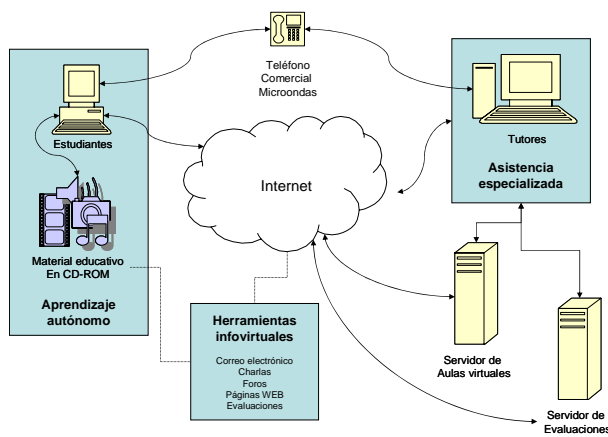 Teléfono
Comercial
Microondas
Estudiantes
Material educativo
En CD-ROM
Aprendizaje
autónomo
Internet
Herramientas
infovirtuales
Correo electrónico
Charlas
Foros
Páginas WEB
Evaluaciones
Tutores
Asistencia
especializada
Servidor de
Aulas virtuales
Servidor de
Evaluaciones